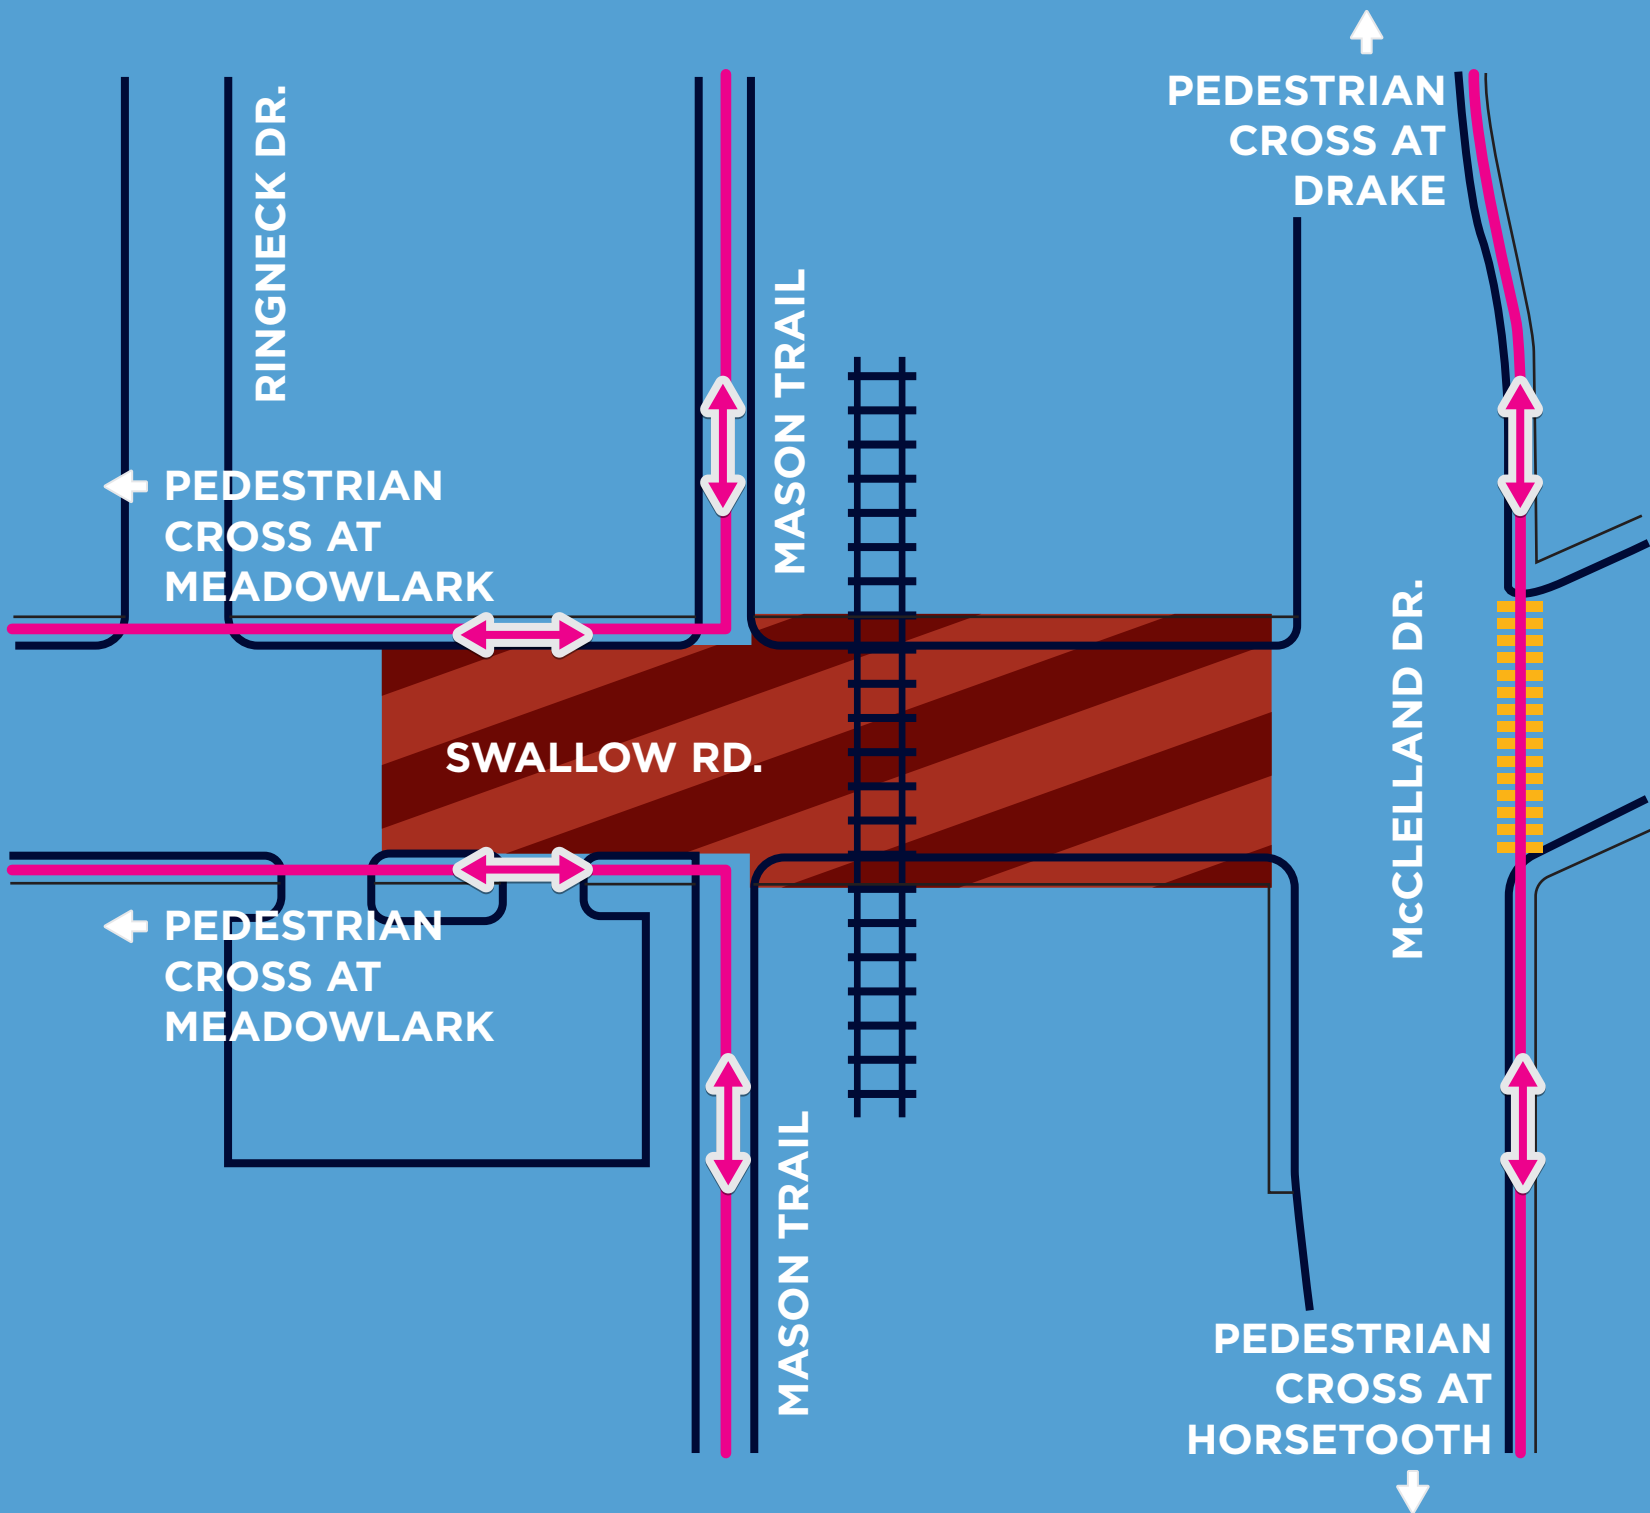 PEDESTRIAN
CROSS AT
DRAKE
RINGNECK DR.
MASON TRAIL
PEDESTRIAN
CROSS AT
MEADOWLARK
SWALLOW RD.
McCLELLAND DR.
PEDESTRIAN
CROSS AT
MEADOWLARK
MASON TRAIL
PEDESTRIAN
CROSS AT
HORSETOOTH